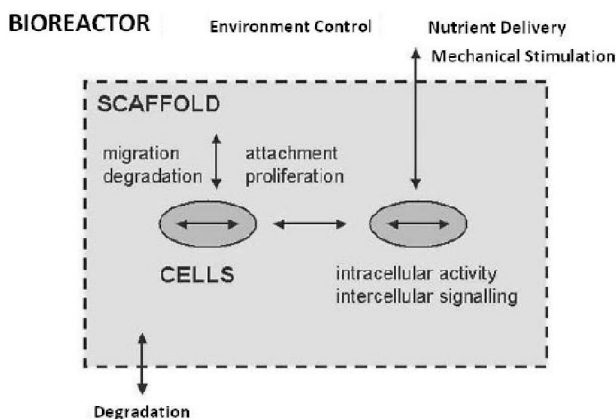 BIOREACTOR Environment Control Nutrient Delivery
Mechanical Stimulation
SCAFFOLD
migration attachment
degradation proliferation
CELLS
intracellular activity
intercellular signalling
Degradation